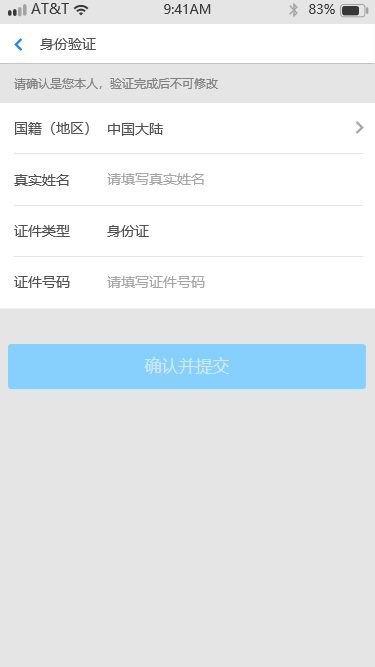 AT&T 9:41AM 83%
身份验证
请确认是您本人，验证完成后不可修改
国籍（地区） 中国大陆
真实姓名 请填写真实姓名
证件类型 身份证
证件号码 请填写证件号码
确认并提交